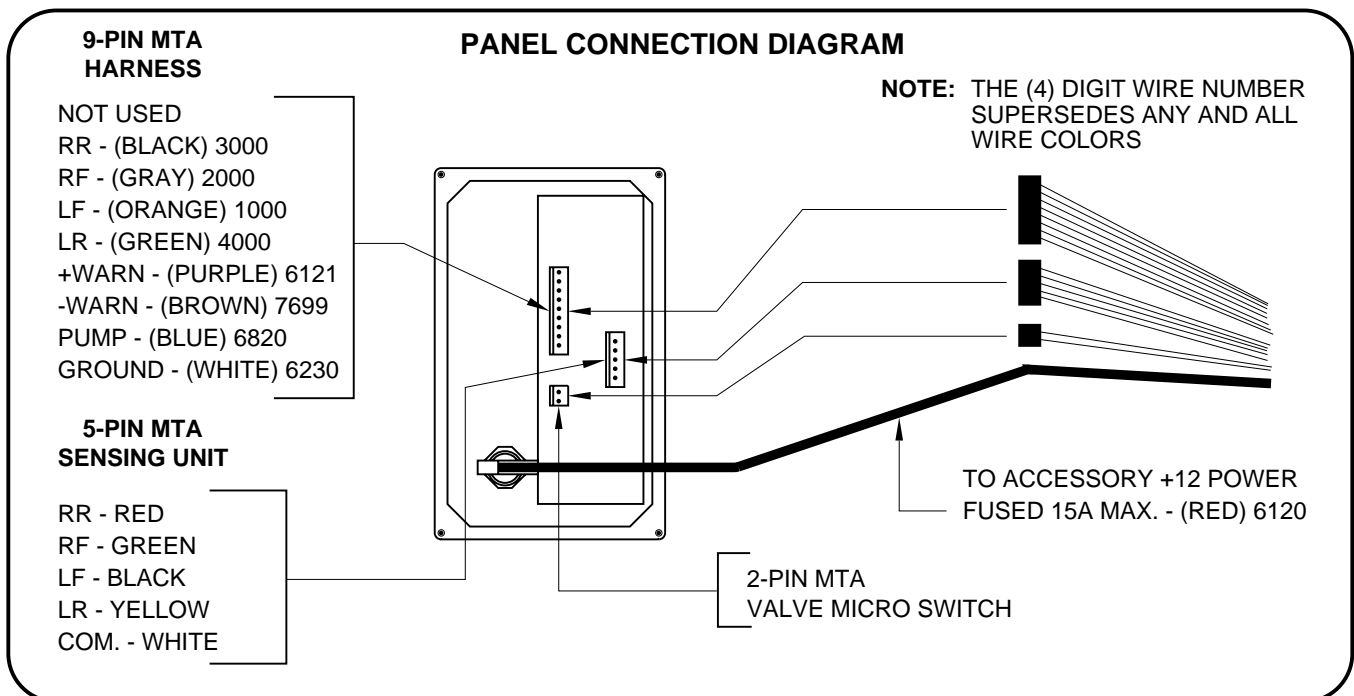 PANEL CONNECTION DIAGRAM
9-PIN MTA
HARNESS
NOT USED
RR - (BLACK) 3000
RF - (GRAY) 2000
LF - (ORANGE) 1000
LR - (GREEN) 4000
+WARN - (PURPLE) 6121
-WARN - (BROWN) 7699
PUMP - (BLUE) 6820
GROUND - (WHITE) 6230
5-PIN MTA
SENSING UNIT
RR - RED
RF - GREEN
LF - BLACK
LR - YELLOW
COM. - WHITE
NOTE: THE (4) DIGIT WIRE NUMBER
SUPERSEDES ANY AND ALL
WIRE COLORS
TO ACCESSORY +12 POWER
FUSED 15A MAX. - (RED) 6120
2-PIN MTA
VALVE MICRO SWITCH